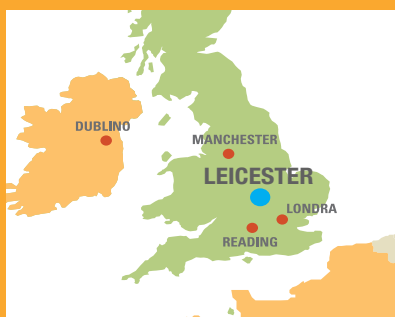 DUBLINO
MANCHESTER
LEICESTER
LONDRA
READING